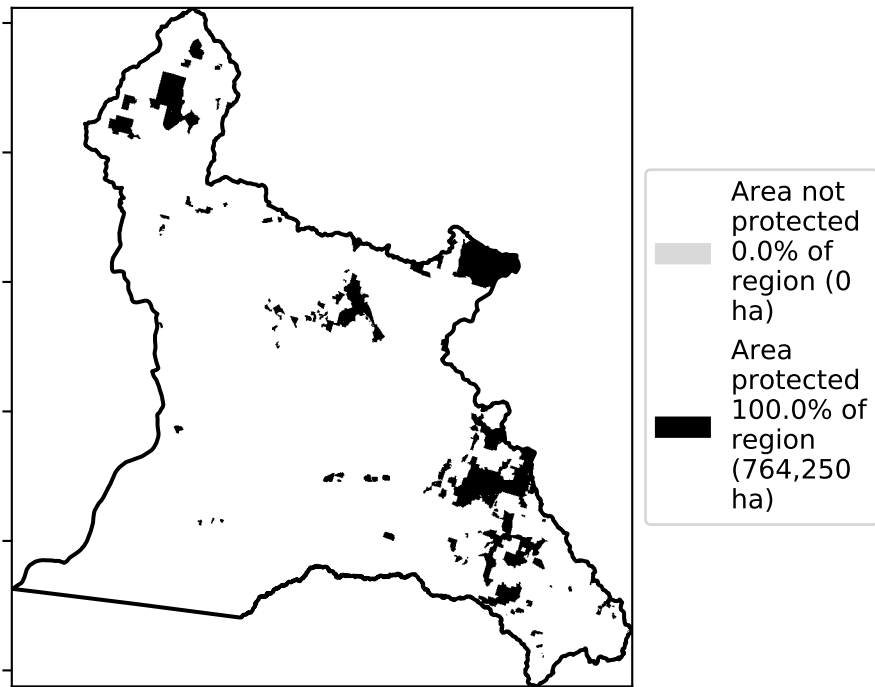 Area not
protected
0.0% of
region (0
ha)
Area
protected
100.0% of
region
(764,250
ha)